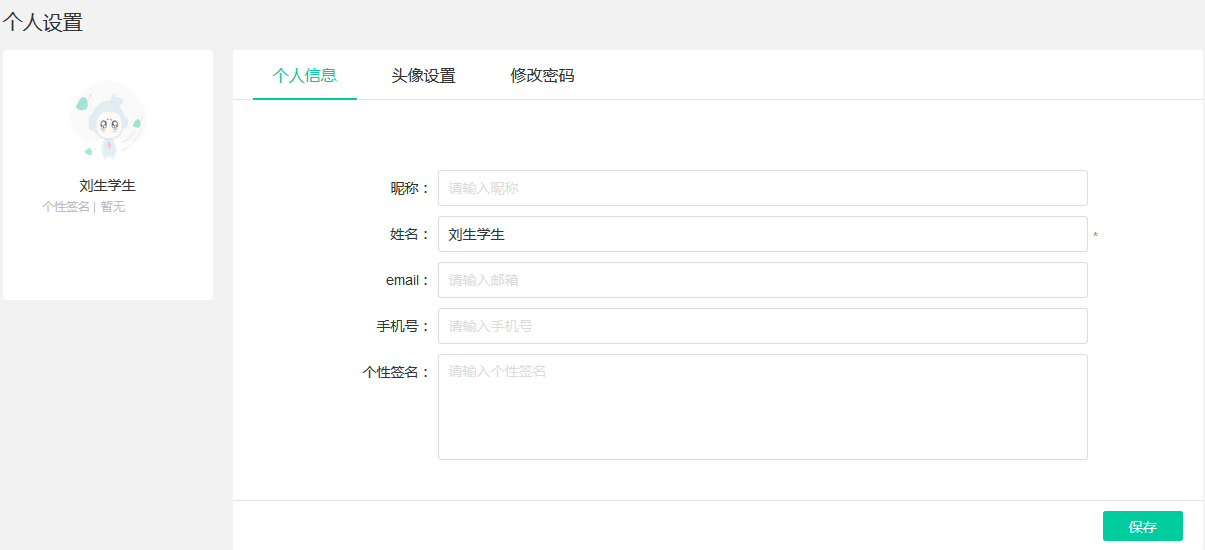 个人设置
刘生学生
个性签名 | 暂无
个人信息 头像设置 修改密码
昵称： 请输入昵称
姓名： 刘生学生 *
email： 请输入邮箱
手机号： 请输入手机号
个性签名： 请输入个性签名
保存